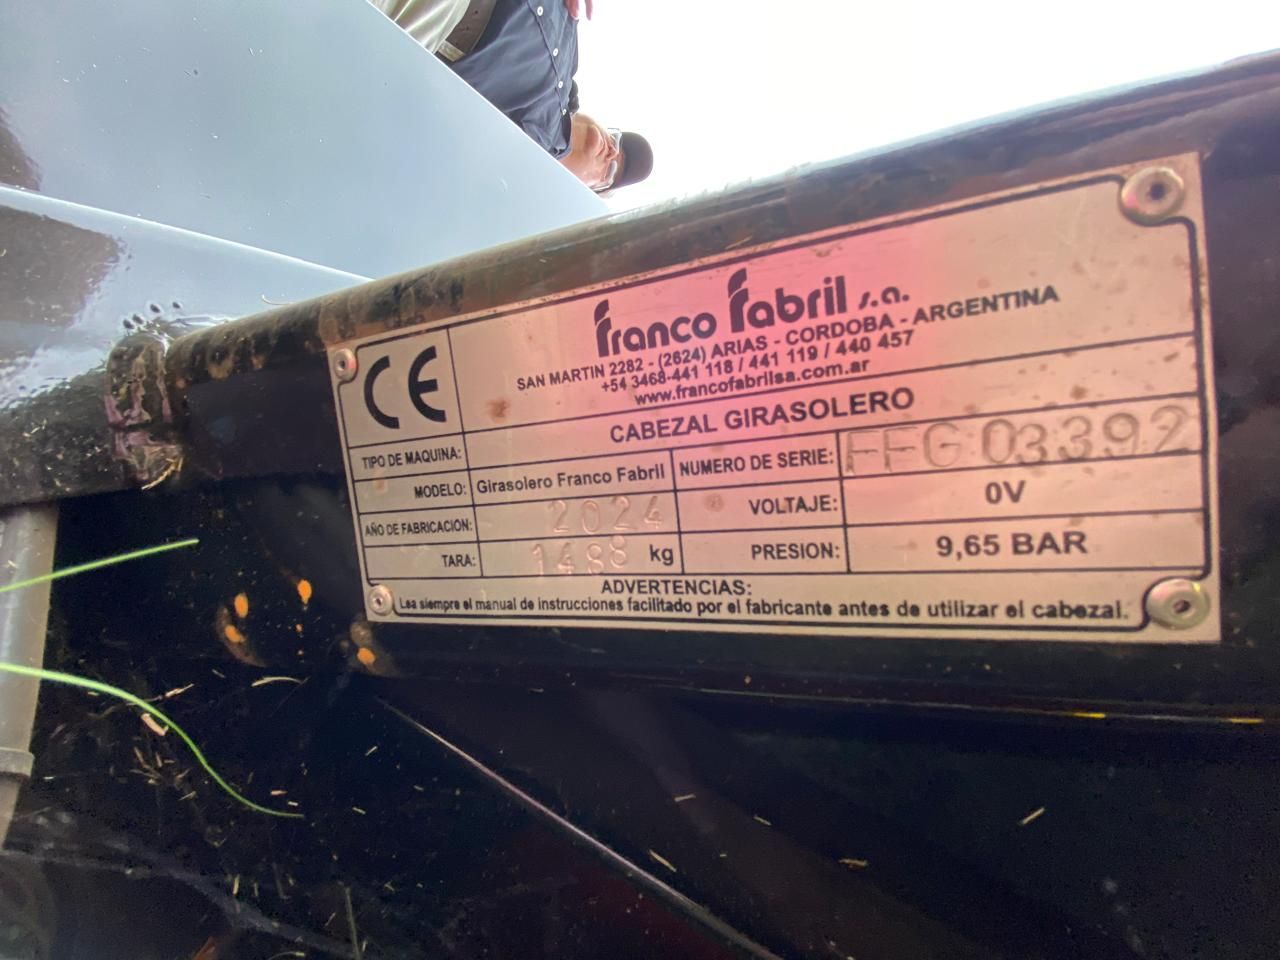 CE
Franco Fabril s.a.
SAN MARTIN 2282 - (2624) ARIAS - CORDOBA - ARGENTINA
+54 3468-441 118 / 441 119 / 440 457
www.francofabrilsa.com.ar
TIPO DE MAQUINA: CABEZAL GIRASOLERO
MODELO: Girasolero Franco Fabril NUMERO DE SERIE: FFG 03392
AÑO DE FABRICACION: 2024 VOLTAJE: 0V
TARA: 1488 kg PRESION: 9,65 BAR
ADVERTENCIAS:
Lea siempre el manual de instrucciones facilitado por el fabricante antes de utilizar el cabezal.